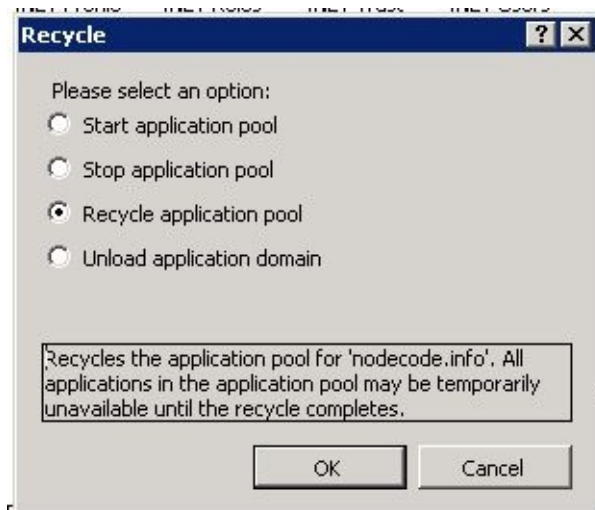 Recycle
Please select an option:
Start application pool
Stop application pool
Recycle application pool
Unload application domain
Recycles the application pool for 'nodecode.info'. All
applications in the application pool may be temporarily
unavailable until the recycle completes.
OK
Cancel